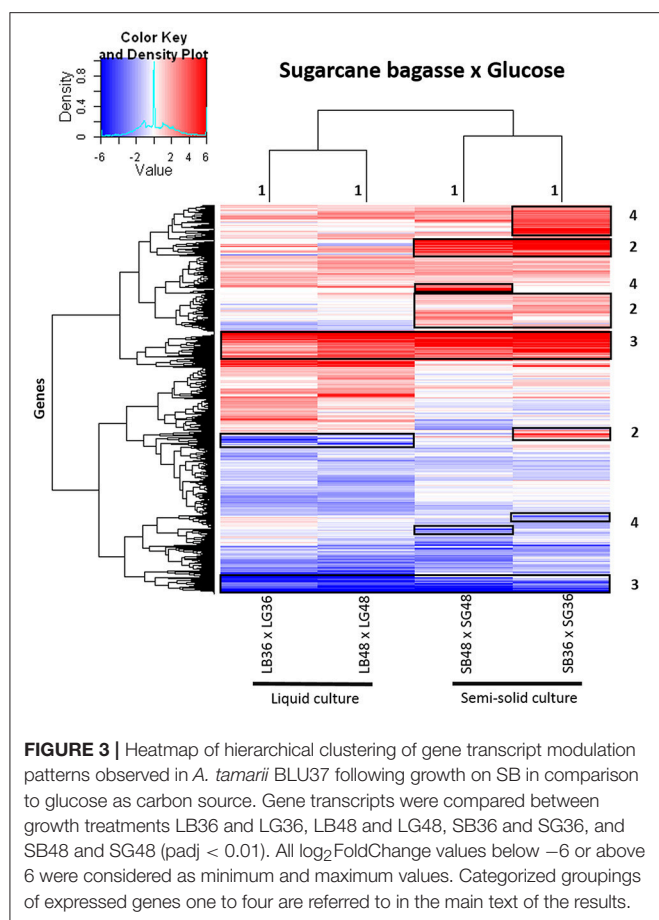 Color Key
and Density Plot
Density
0 0.4 0.8
-6 -2 0 2 4 6
Value
Sugarcane bagasse x Glucose
1 1 1 1
Genes
4
2
4
2
3
2
4
3
LB36 x LG36
LB48 x LG48
SB48 x SG48
SB36 x SG36
Liquid culture
Semi-solid culture
FIGURE 3 | Heatmap of hierarchical clustering of gene transcript modulation
patterns observed in A. tamarii BLU37 following growth on SB in comparison
to glucose as carbon source. Gene transcripts were compared between
growth treatments LB36 and LG36, LB48 and LG48, SB36 and SG36, and
SB48 and SG48 (padj < 0.01). All log₂FoldChange values below −6 or above
6 were considered as minimum and maximum values. Categorized groupings
of expressed genes one to four are referred to in the main text of the results.